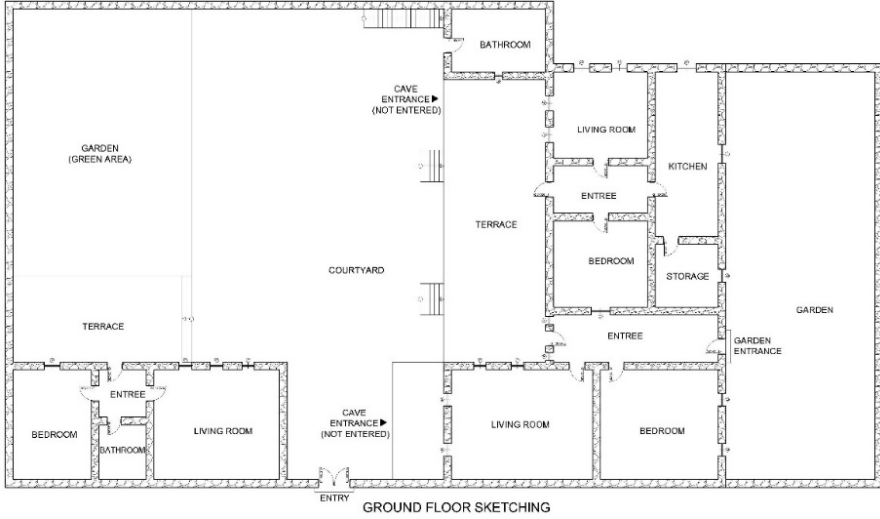 BATHROOM
CAVE
ENTRANCE
(NOT ENTERED)
LIVING ROOM
GARDEN
(GREEN AREA)
KITCHEN
ENTREE
TERRACE
BEDROOM
COURTYARD
STORAGE
GARDEN
TERRACE
ENTREE
GARDEN
ENTRANCE
ENTREE
CAVE
ENTRANCE
(NOT ENTERED)
LIVING ROOM
BEDROOM
LIVING ROOM
BEDROOM
BATHROOM
ENTRY
GROUND FLOOR SKETCHING